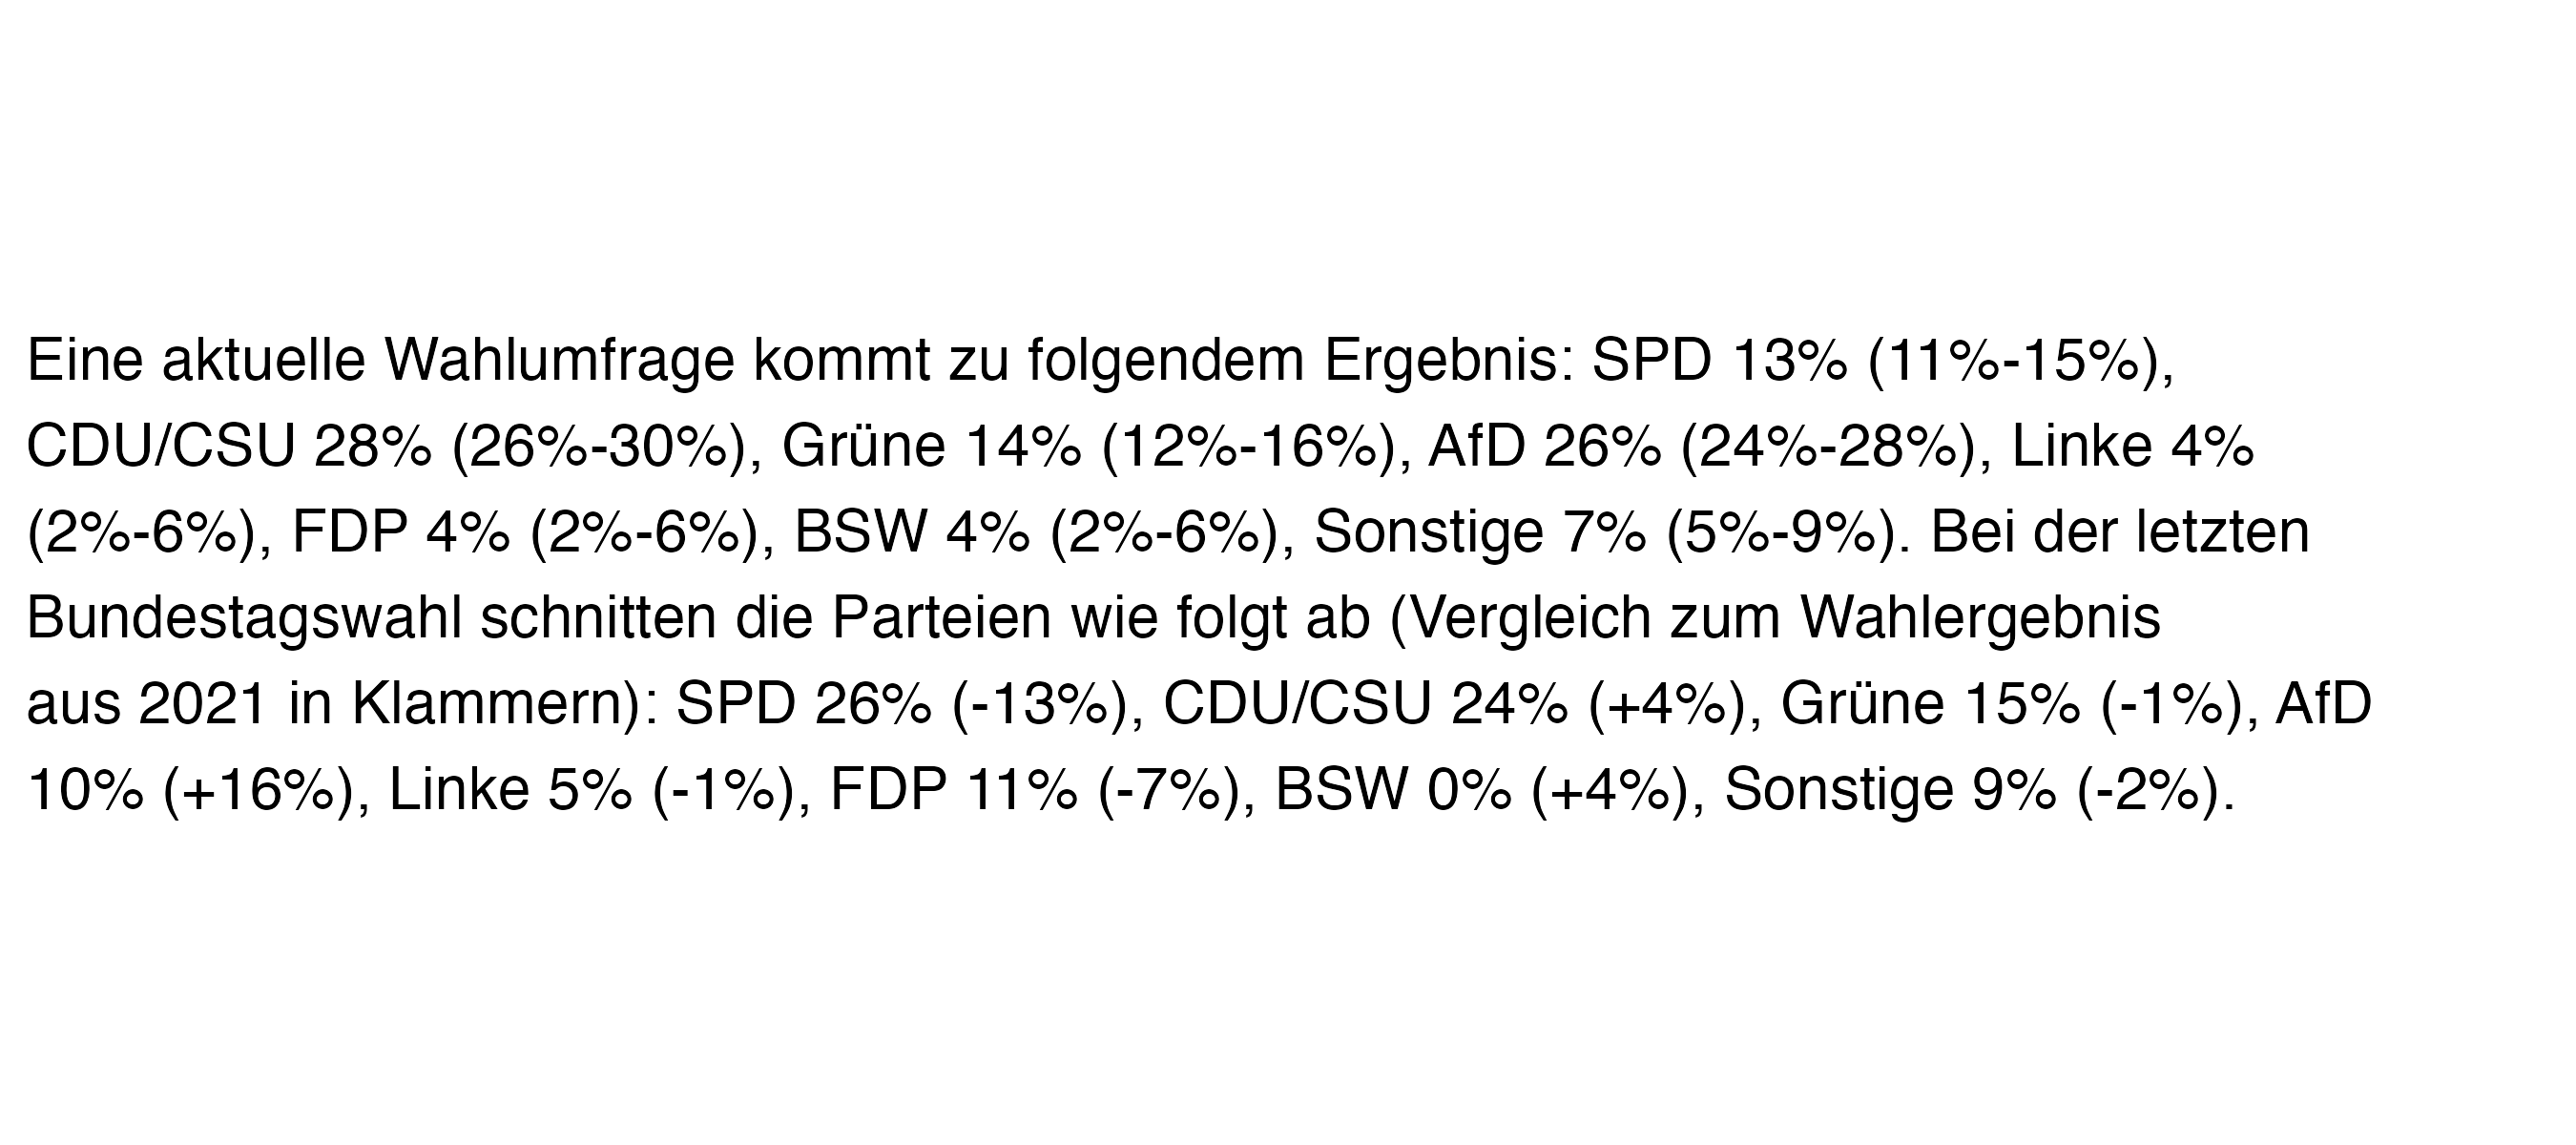 Eine aktuelle Wahlumfrage kommt zu folgendem Ergebnis: SPD 13% (11%-15%),
CDU/CSU 28% (26%-30%), Grüne 14% (12%-16%), AfD 26% (24%-28%), Linke 4%
(2%-6%), FDP 4% (2%-6%), BSW 4% (2%-6%), Sonstige 7% (5%-9%). Bei der letzten
Bundestagswahl schnitten die Parteien wie folgt ab (Vergleich zum Wahlergebnis
aus 2021 in Klammern): SPD 26% (-13%), CDU/CSU 24% (+4%), Grüne 15% (-1%), AfD
10% (+16%), Linke 5% (-1%), FDP 11% (-7%), BSW 0% (+4%), Sonstige 9% (-2%).